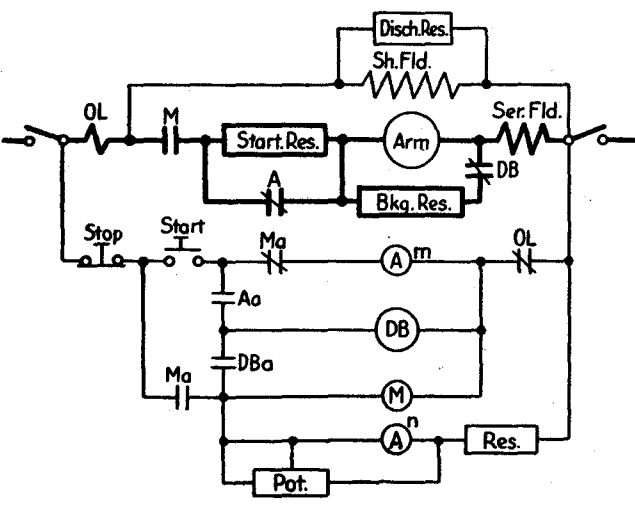 Disch.Res.
Sh.Fld.
OL
M
Start.Res.
Arm
Ser.Fld.
A
Bkg.Res.
DB
Stop
Start
Ma
A m
OL
Aa
DB
DBa
Ma
M
A n
Res.
Pot.